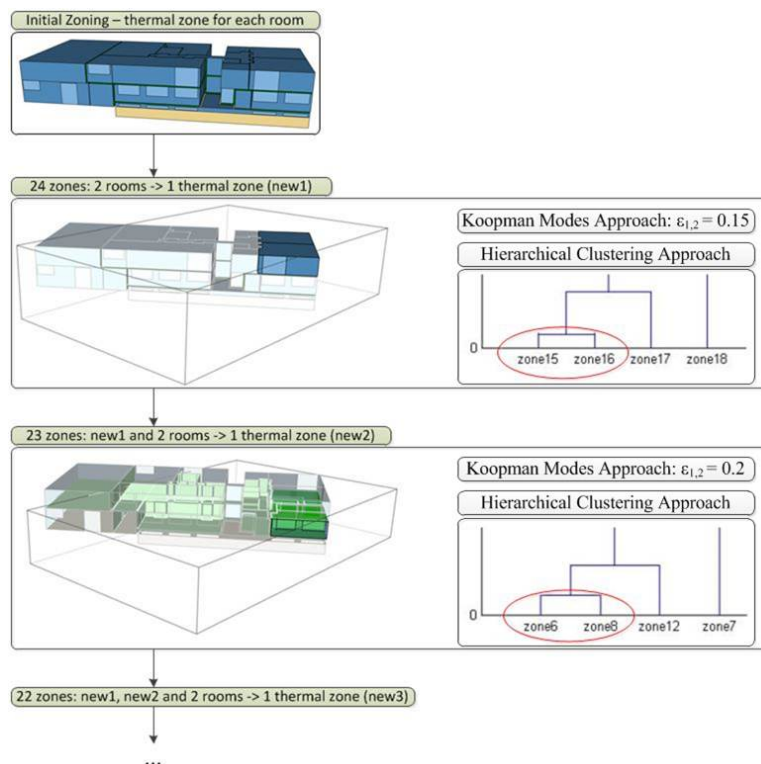 Initial Zoning – thermal zone for each room
24 zones: 2 rooms -> 1 thermal zone (new1)
Koopman Modes Approach: ε1,2 = 0.15
Hierarchical Clustering Approach
0
zone15 zone16 zone17 zone18
23 zones: new1 and 2 rooms -> 1 thermal zone (new2)
Koopman Modes Approach: ε1,2 = 0.2
Hierarchical Clustering Approach
0
zone6 zone8 zone12 zone7
22 zones: new1, new2 and 2 rooms -> 1 thermal zone (new3)
...